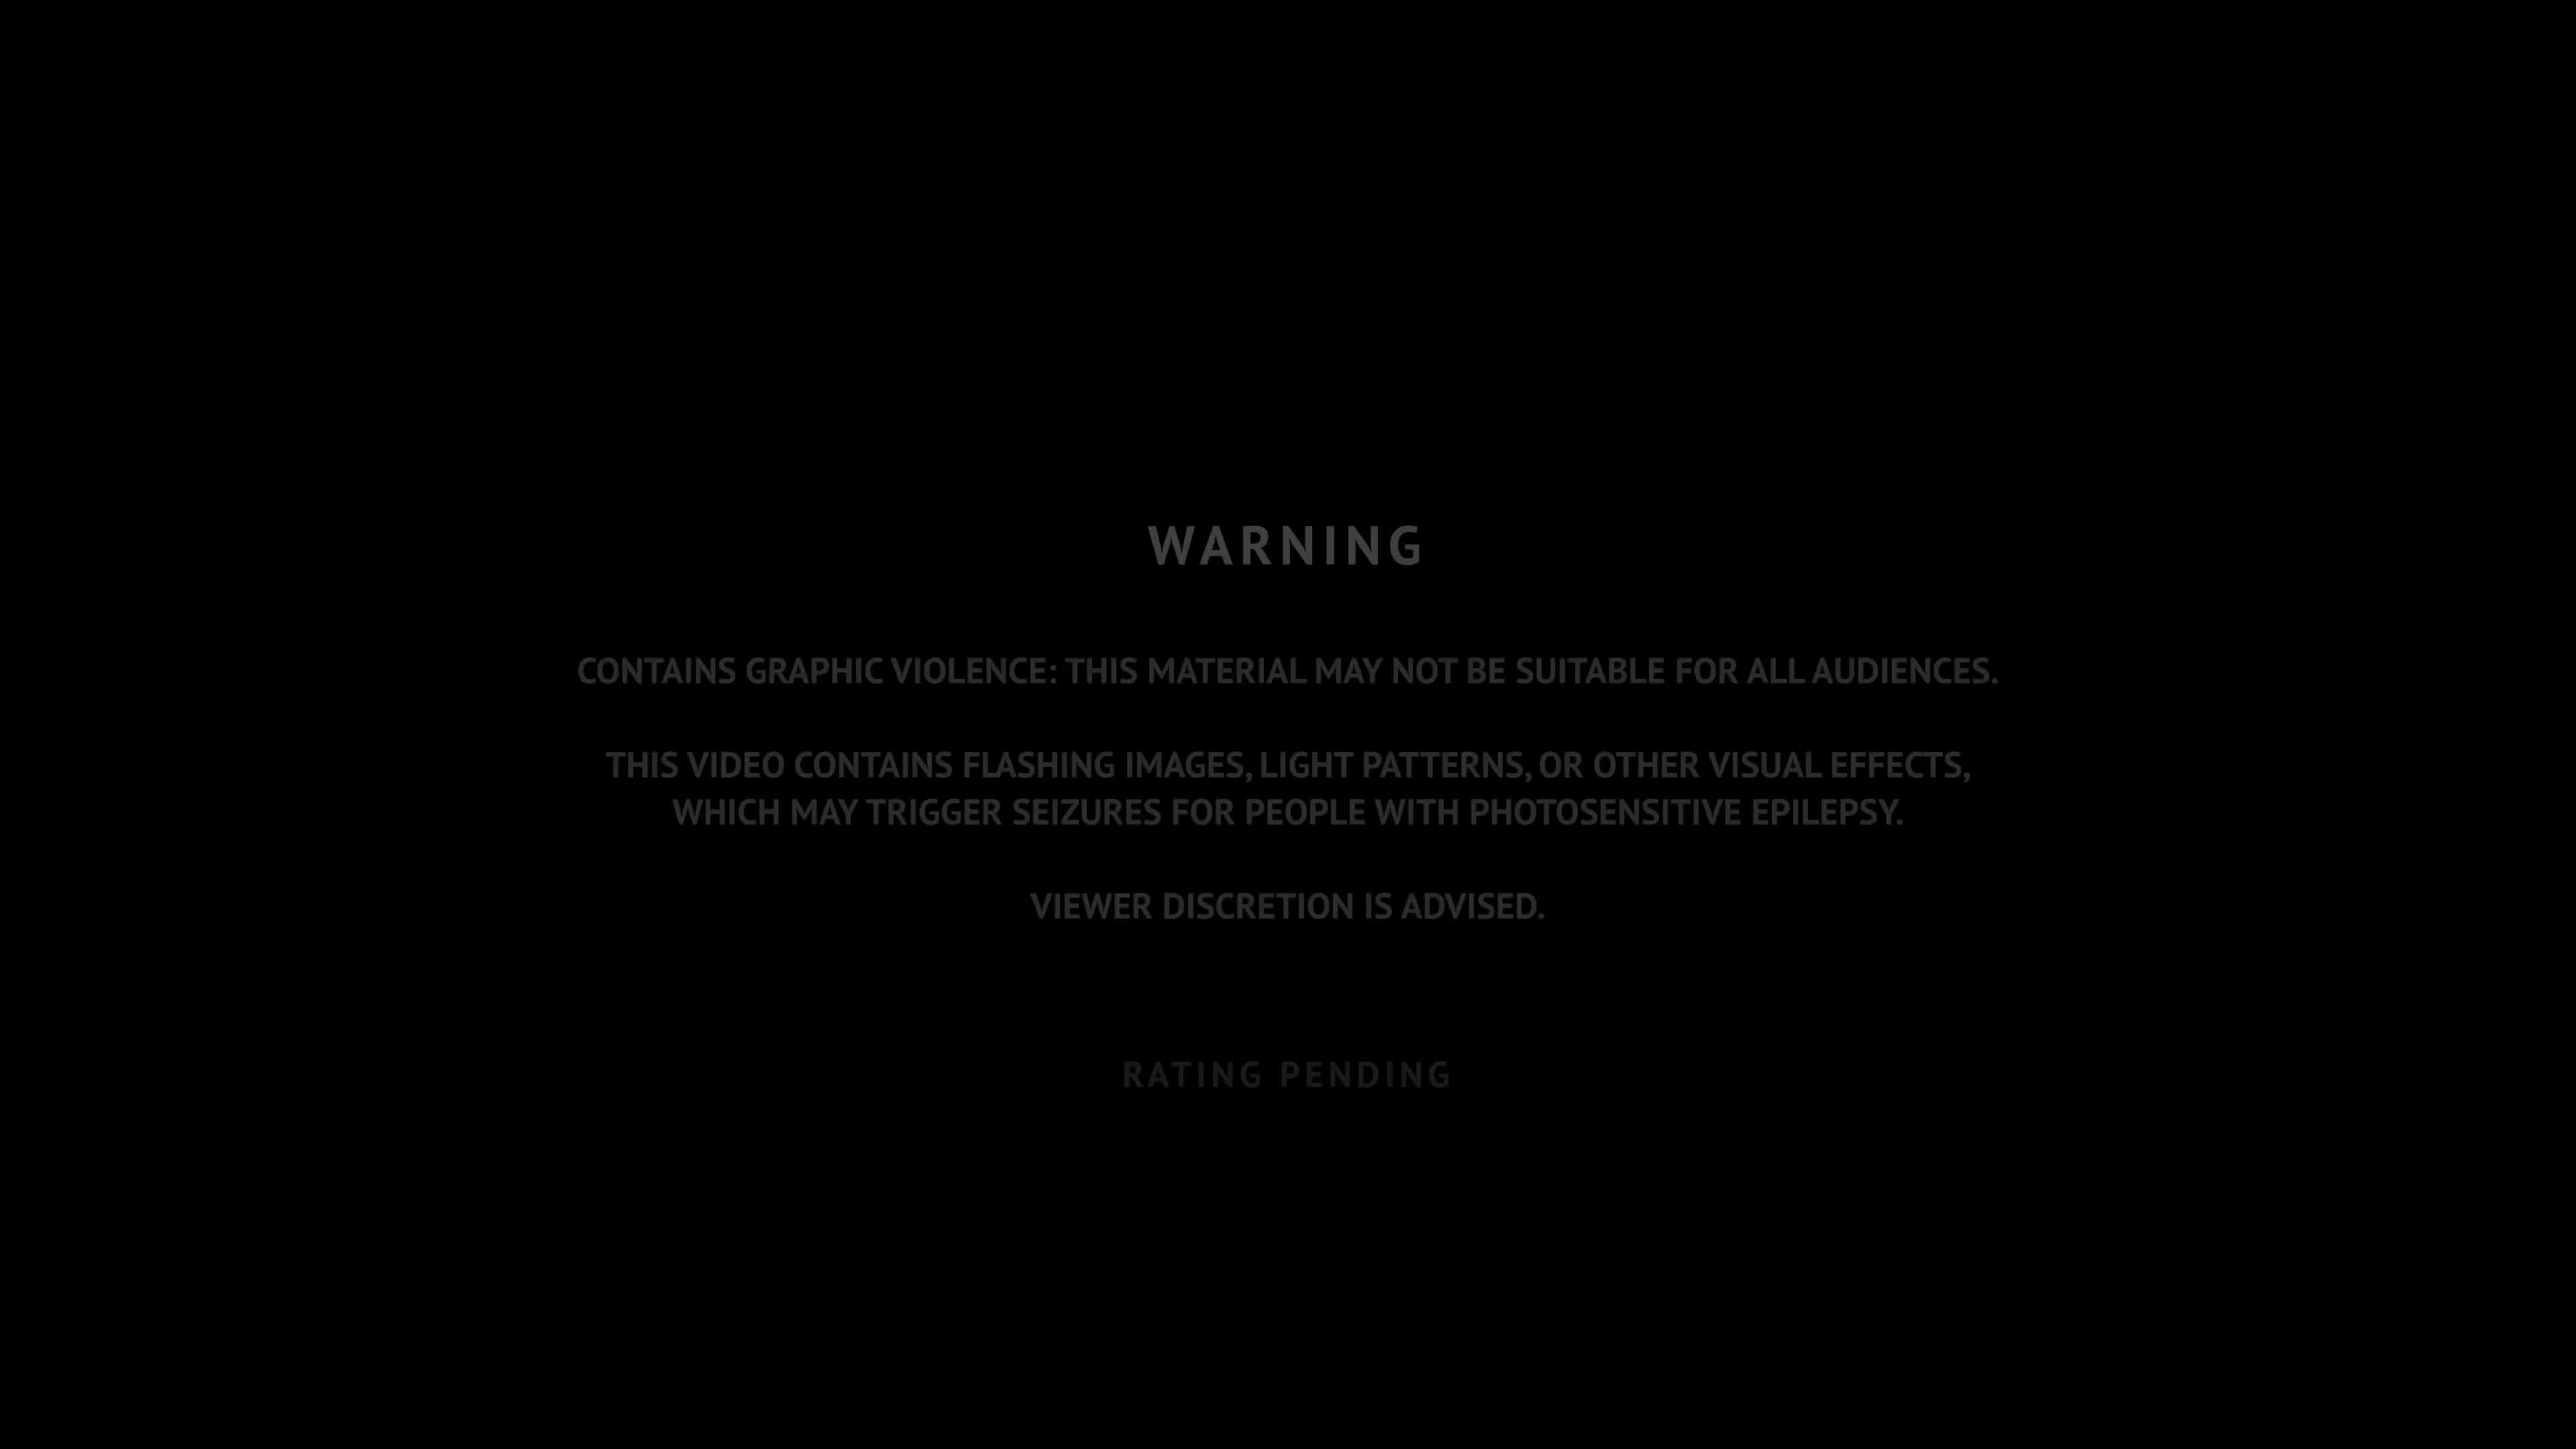 WARNING
CONTAINS GRAPHIC VIOLENCE: THIS MATERIAL MAY NOT BE SUITABLE FOR ALL AUDIENCES.
THIS VIDEO CONTAINS FLASHING IMAGES, LIGHT PATTERNS, OR OTHER VISUAL EFFECTS,
WHICH MAY TRIGGER SEIZURES FOR PEOPLE WITH PHOTOSENSITIVE EPILEPSY.
VIEWER DISCRETION IS ADVISED.
RATING PENDING